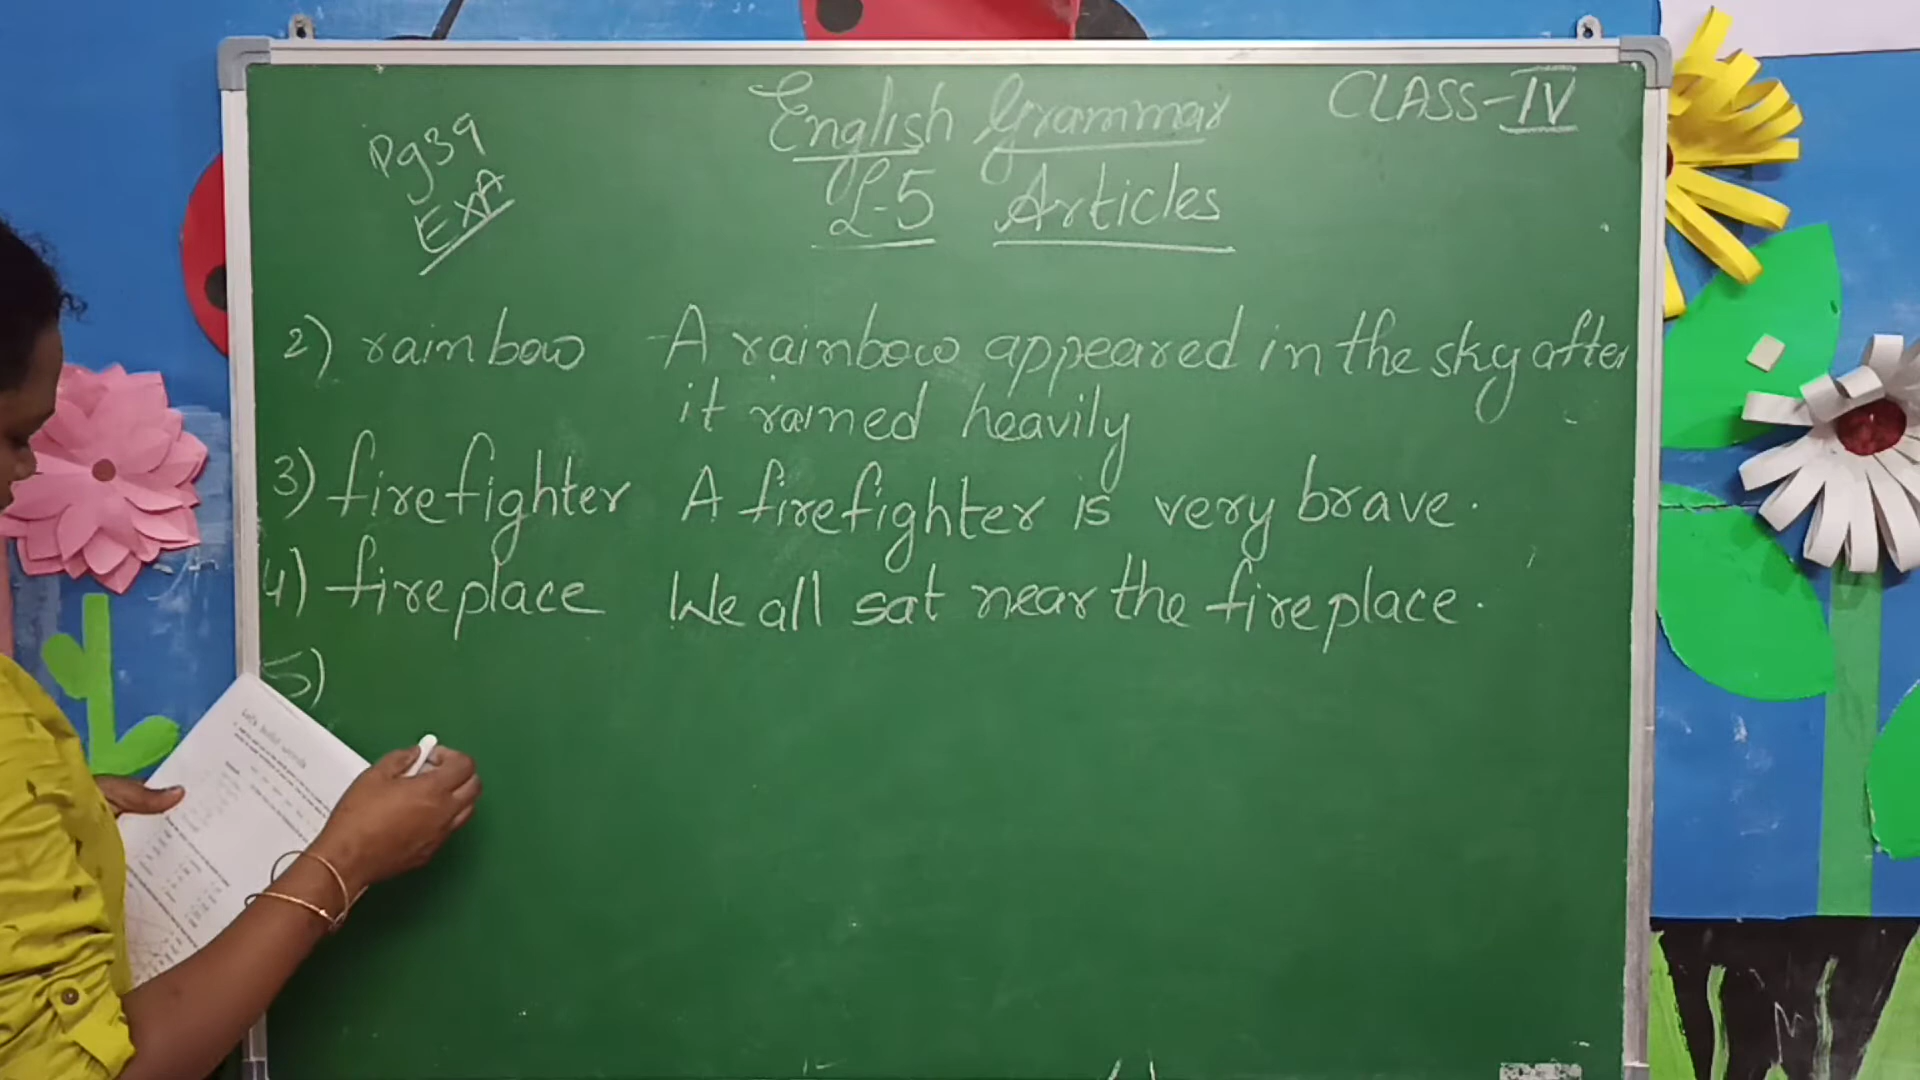 English Grammar CLASS-IV
Pg39
L-5 Articles
ExA
2) rainbow A rainbow appeared in the sky after
it rained heavily
3) firefighter A firefighter is very brave.
4) fireplace We all sat near the fireplace.
5)